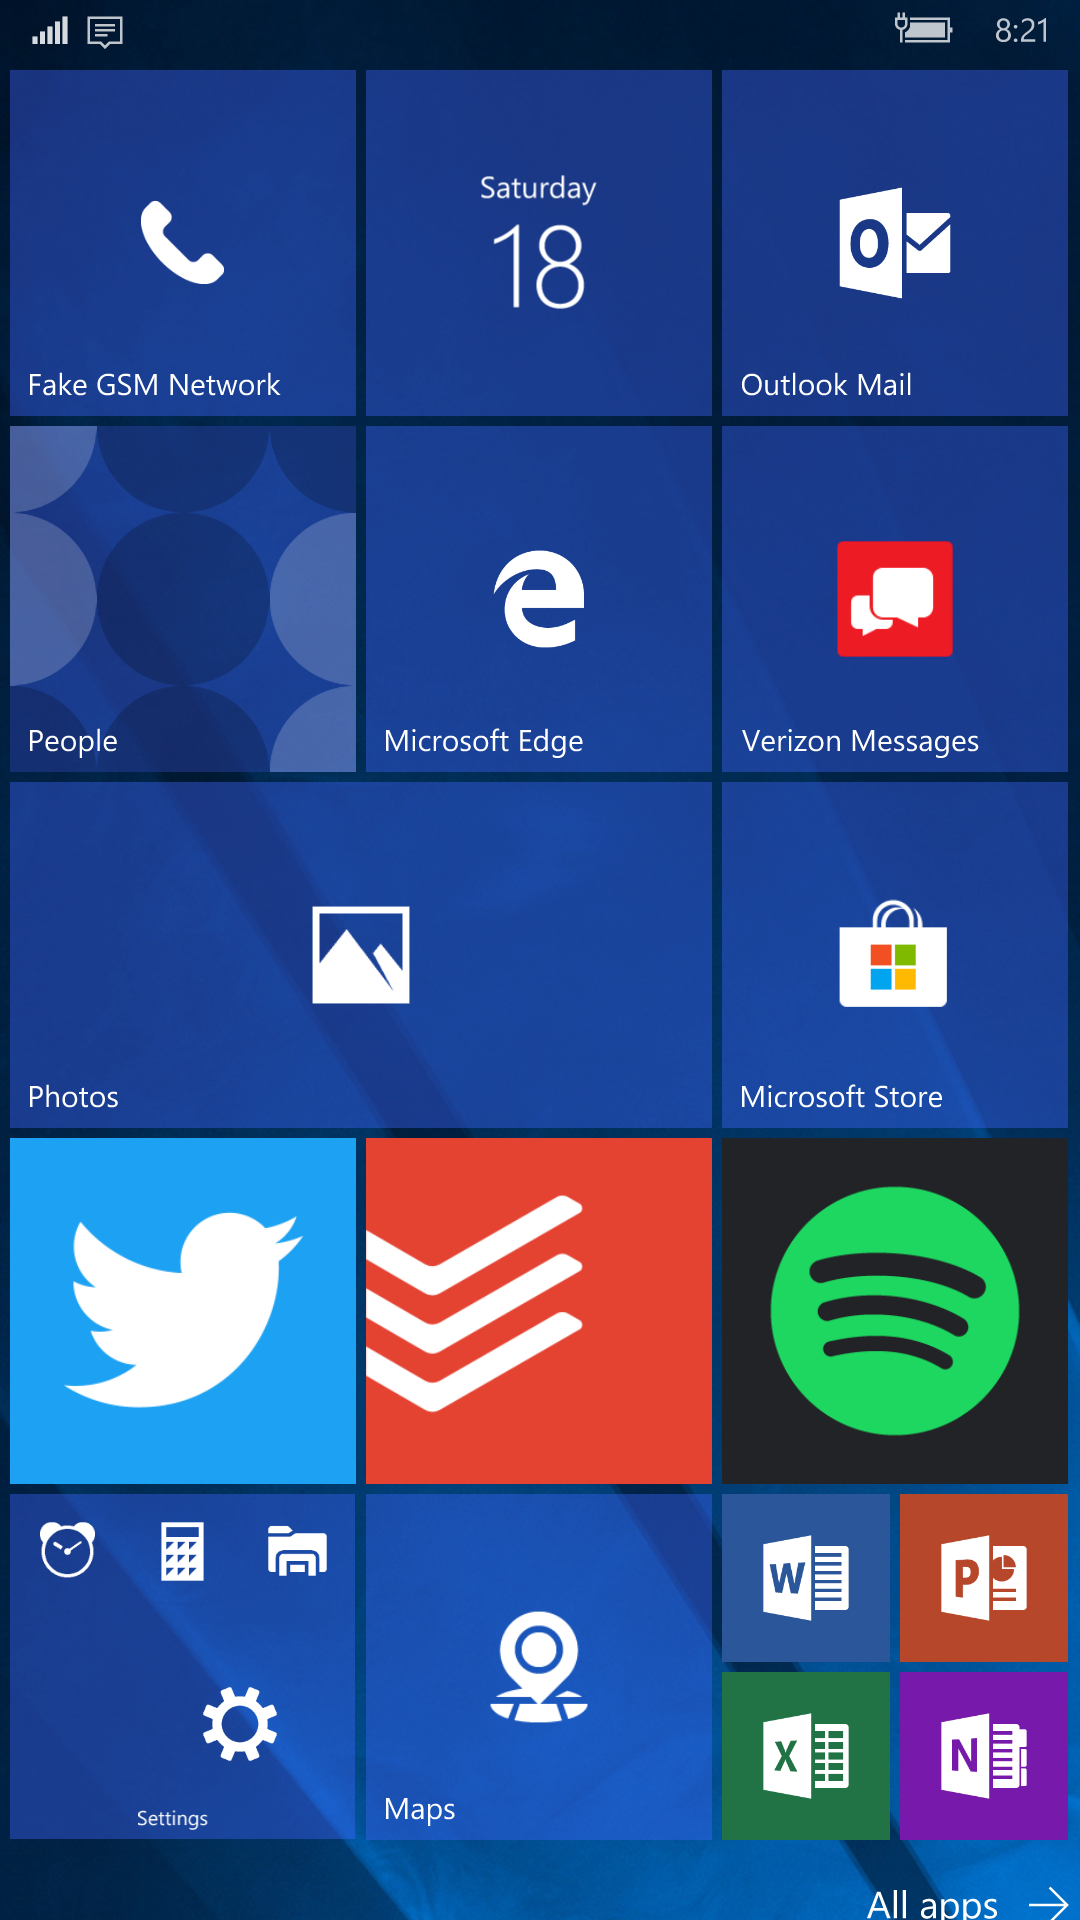 8:21
Saturday
18
Fake GSM Network
Outlook Mail
People
Microsoft Edge
Verizon Messages
Photos
Microsoft Store
W
P
X
N
Settings
Maps
All apps